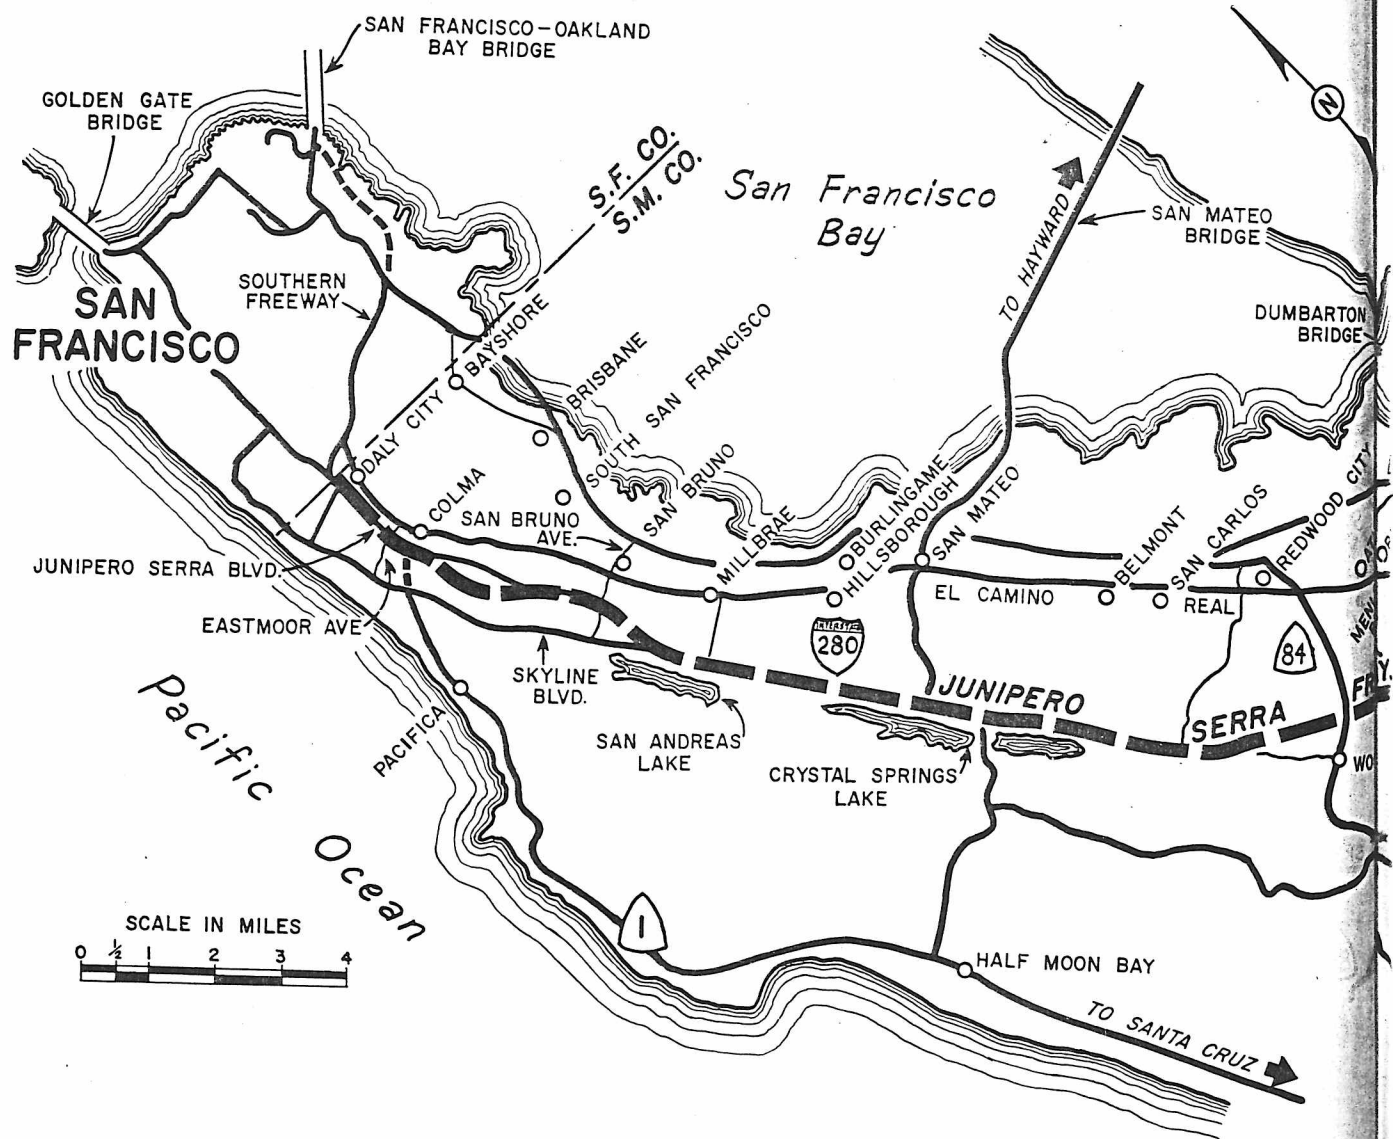 SAN FRANCISCO-OAKLAND
BAY BRIDGE
GOLDEN GATE
BRIDGE
N
S.F. CO.
S.M. CO.
San Francisco
Bay
TO HAYWARD
SAN MATEO
BRIDGE
SOUTHERN
FREEWAY
SAN
FRANCISCO
DUMBARTON
BRIDGE
BAYSHORE
BRISBANE
SOUTH SAN FRANCISCO
DALY CITY
COLMA
SAN BRUNO
AVE.
SAN BRUNO
MILLBRAE
BURLINGAME
HILLSBOROUGH
SAN MATEO
BELMONT
SAN CARLOS
REDWOOD CITY
JUNIPERO SERRA BLVD.
EASTMOOR AVE
EL CAMINO
REAL
INTERSTATE
280
84
MENL
SKYLINE
BLVD.
JUNIPERO
SERRA
FRY.
PACIFICA
SAN ANDREAS
LAKE
CRYSTAL SPRINGS
LAKE
WO
Pacific
Ocean
SCALE IN MILES
0 ½ 1 2 3 4
1
HALF MOON BAY
TO SANTA CRUZ